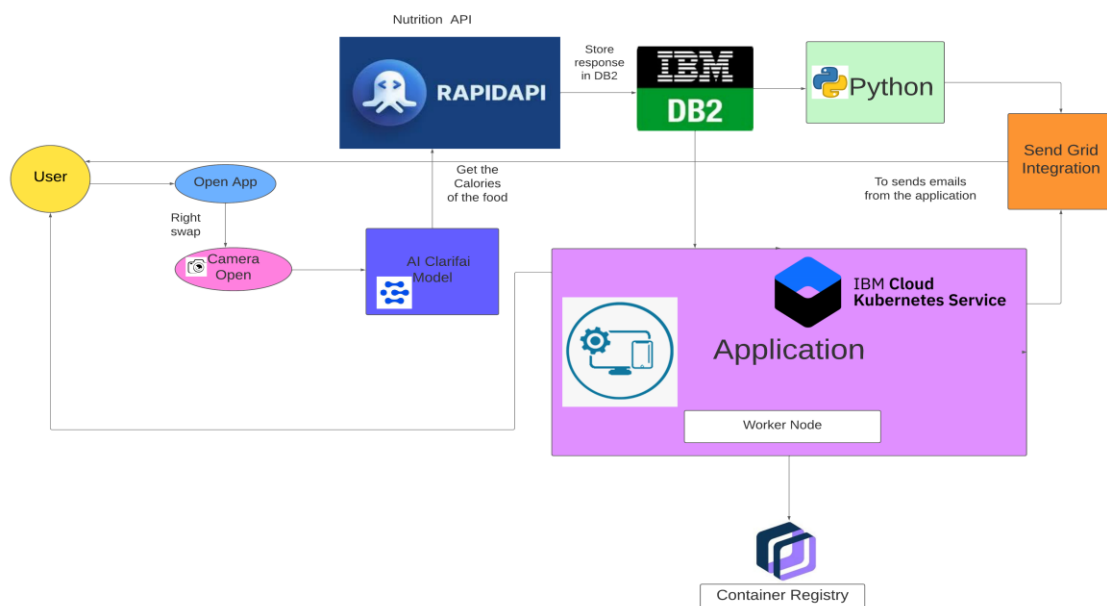 Nutrition API
RAPIDAPI
Store
response
in DB2
IBM
DB2
Python
Send Grid
Integration
User
Open App
Get the
Calories
of the food
To sends emails
from the application
Right
swap
Camera
Open
AI Clarifai
Model
IBM Cloud
Kubernetes Service
Application
Worker Node
Container Registry